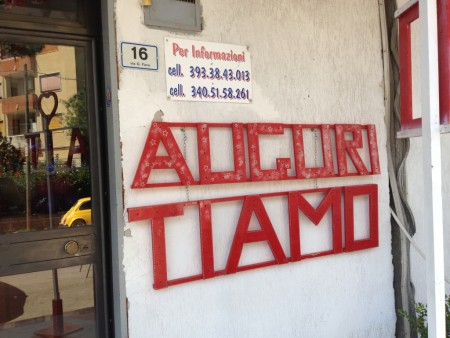 16
Per Informazioni
cell. 393.38.43.013
cell. 340.51.58.261
AUGURI
TIAMO